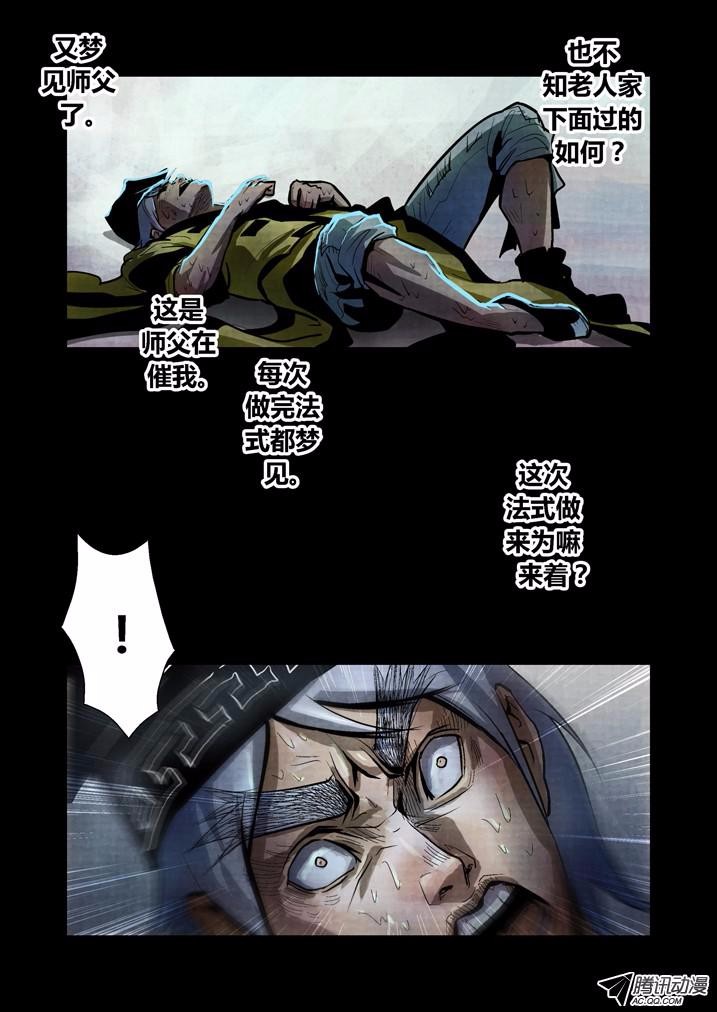 又梦
见师父
了。
也不
知老人家
下面过的
如何？
这是
师父在
催我。
每次
做完法
式都梦
见。
这次
法式做
来为嘛
来着？
！
腾讯动漫
AC.QQ.COM